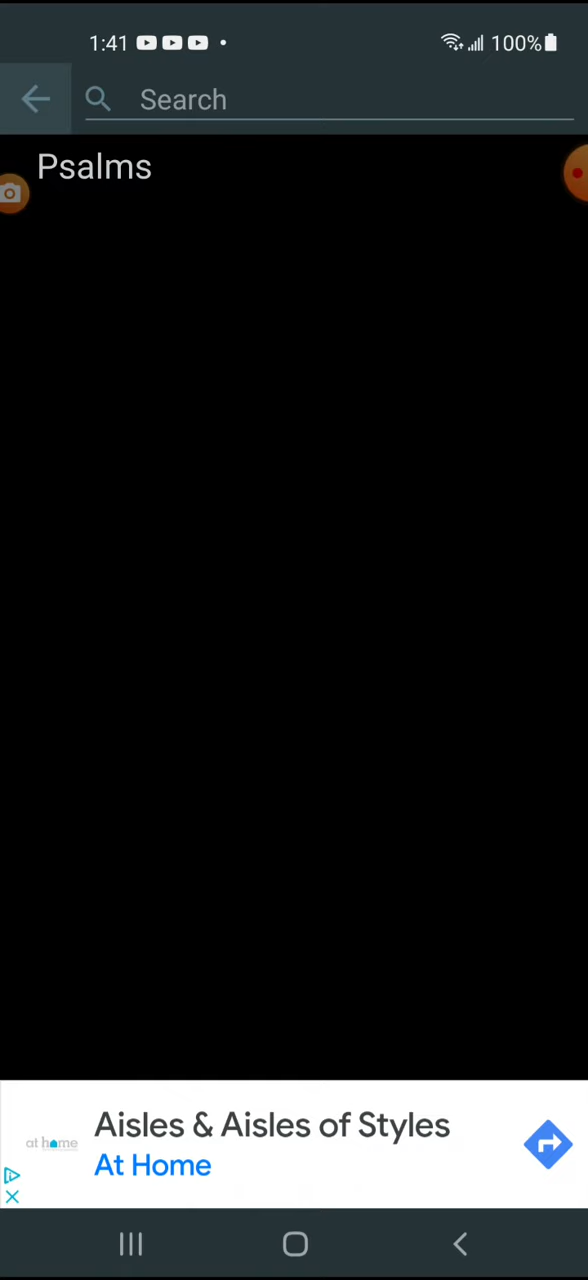 1:41
100%
Search
Psalms
Aisles & Aisles of Styles
at home
At Home